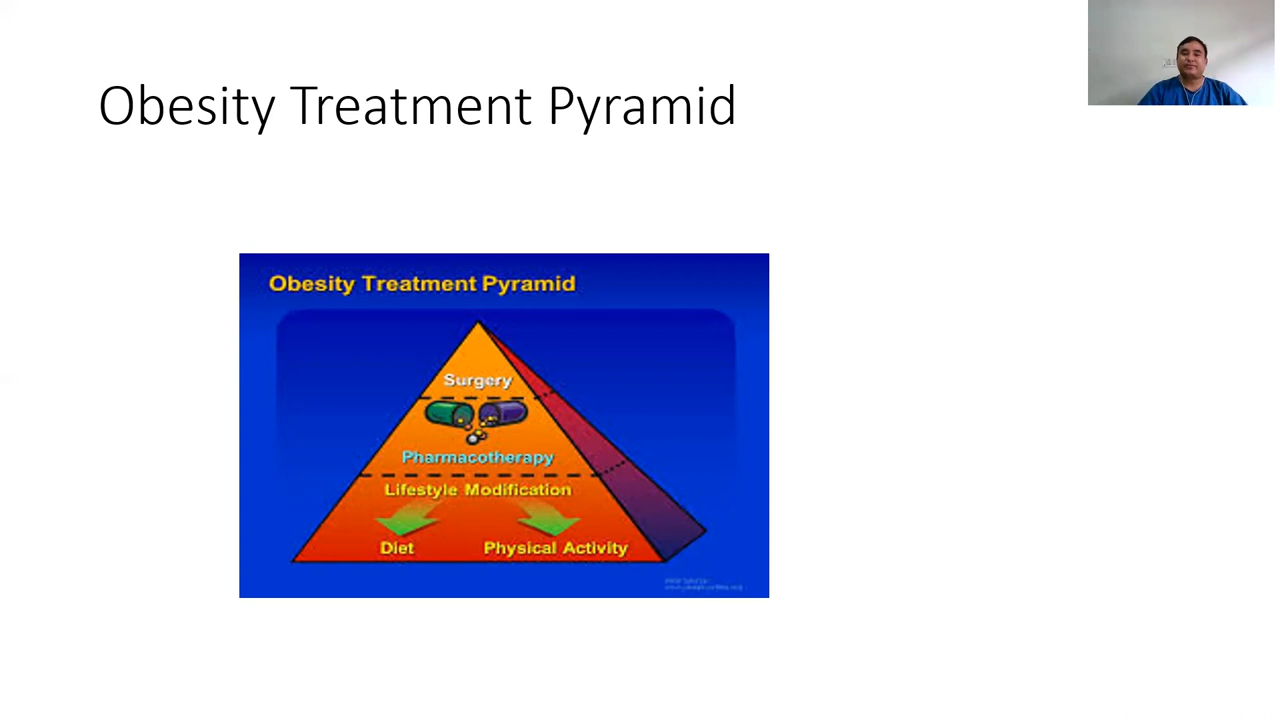 Obesity Treatment Pyramid
Obesity Treatment Pyramid
Surgery
Pharmacotherapy
Lifestyle Modification
Diet Physical Activity